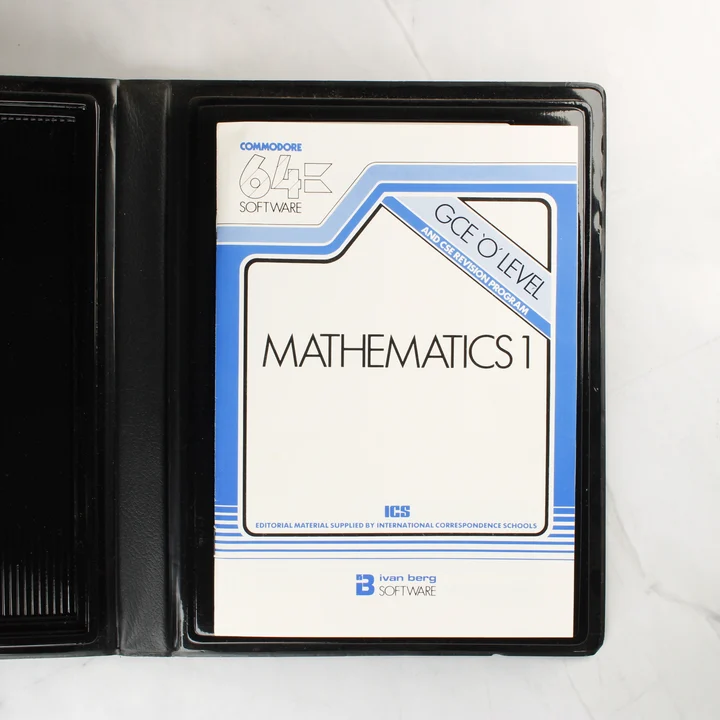 COMMODORE
64K
SOFTWARE
GCE 'O' LEVEL
AND CSE REVISION PROGRAM
MATHEMATICS 1
ICS
EDITORIAL MATERIAL SUPPLIED BY INTERNATIONAL CORRESPONDENCE SCHOOLS
B ivan berg
SOFTWARE